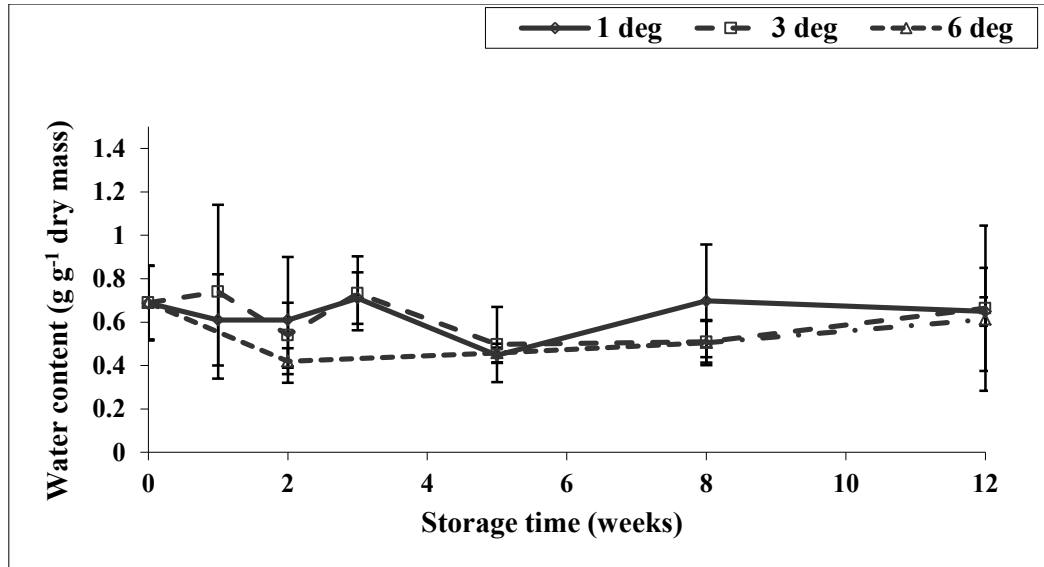 1 deg 3 deg 6 deg
Water content (g g⁻¹ dry mass)
1.4
1.2
1
0.8
0.6
0.4
0.2
0
0 2 4 6 8 10 12
Storage time (weeks)